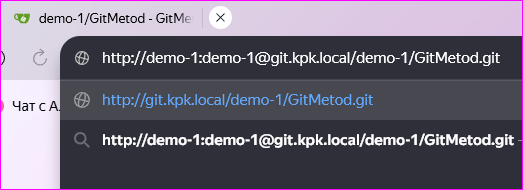 demo-1/GitMetod - GitMe
http://demo-1:demo-1@git.kpk.local/demo-1/GitMetod.git
http://git.kpk.local/demo-1/GitMetod.git
Чат с А
http://demo-1:demo-1@git.kpk.local/demo-1/GitMetod.git -